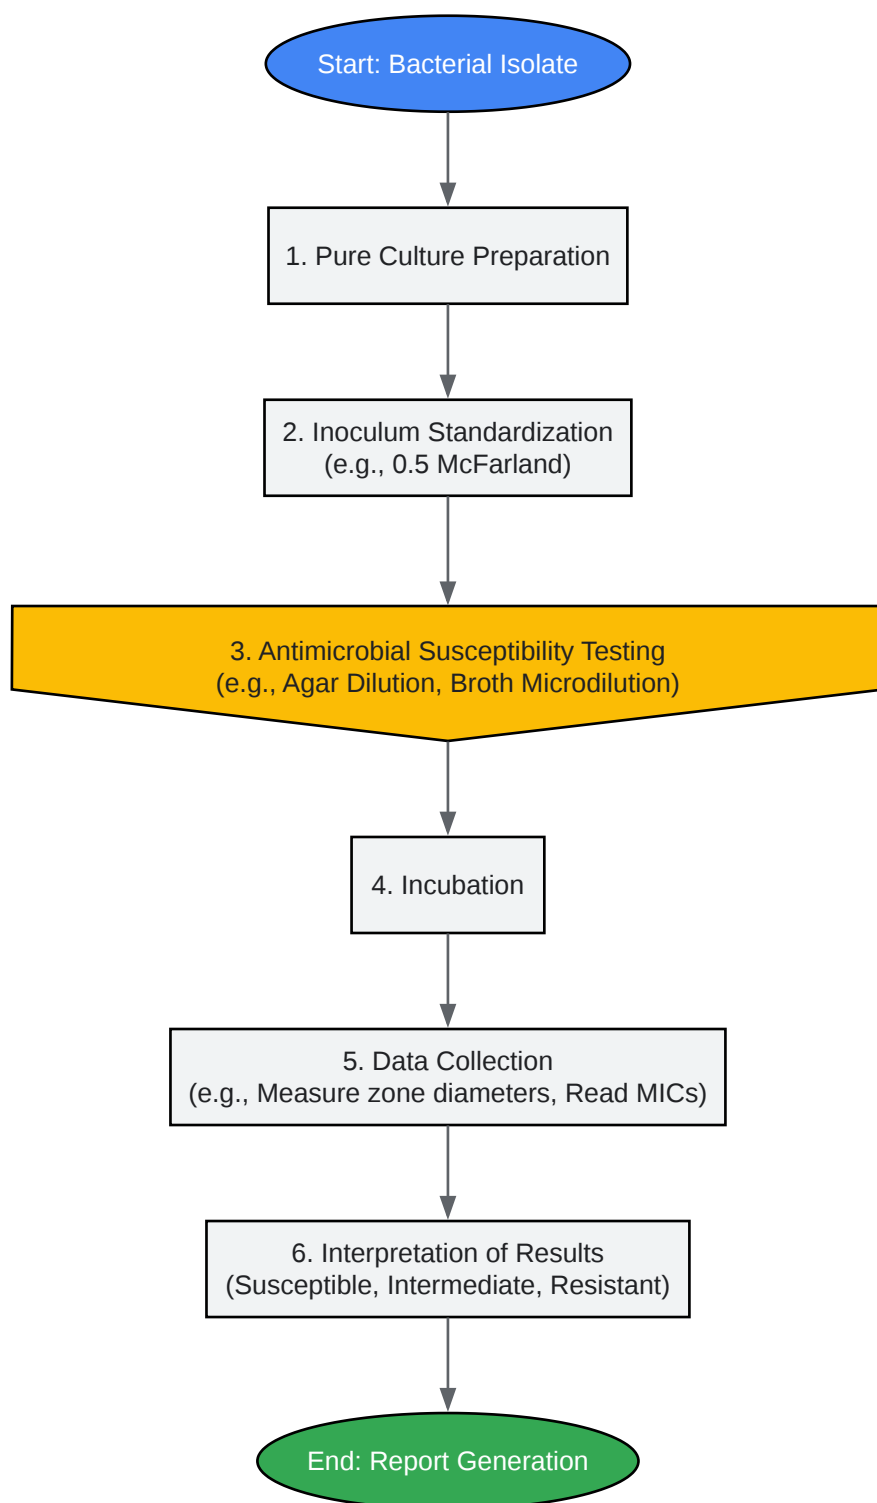 Start: Bacterial Isolate
1. Pure Culture Preparation
2. Inoculum Standardization
(e.g., 0.5 McFarland)
3. Antimicrobial Susceptibility Testing
(e.g., Agar Dilution, Broth Microdilution)
4. Incubation
5. Data Collection
(e.g., Measure zone diameters, Read MICs)
6. Interpretation of Results
(Susceptible, Intermediate, Resistant)
End: Report Generation